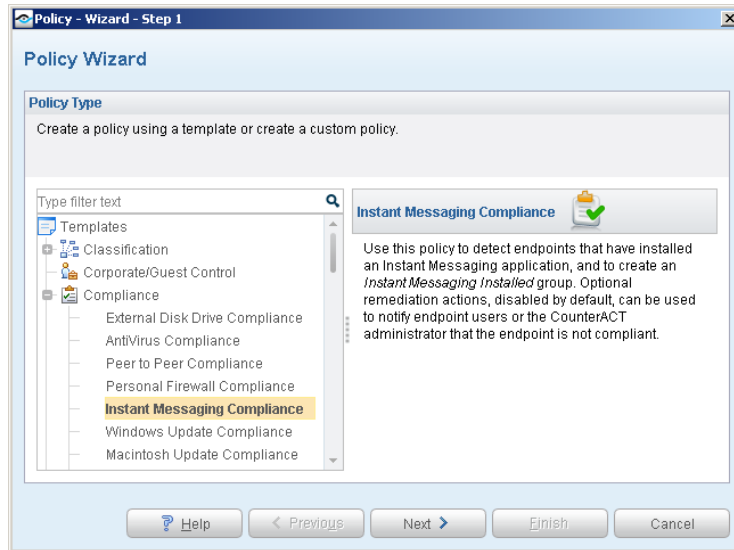 Policy - Wizard - Step 1
Policy Wizard
Policy Type
Create a policy using a template or create a custom policy.
Type filter text
Templates
Classification
Corporate/Guest Control
Compliance
External Disk Drive Compliance
AntiVirus Compliance
Peer to Peer Compliance
Personal Firewall Compliance
Instant Messaging Compliance
Windows Update Compliance
Macintosh Update Compliance
Instant Messaging Compliance
Use this policy to detect endpoints that have installed
an Instant Messaging application, and to create an
Instant Messaging Installed group. Optional
remediation actions, disabled by default, can be used
to notify endpoint users or the CounterACT
administrator that the endpoint is not compliant.
Help
Previous
Next
Finish
Cancel